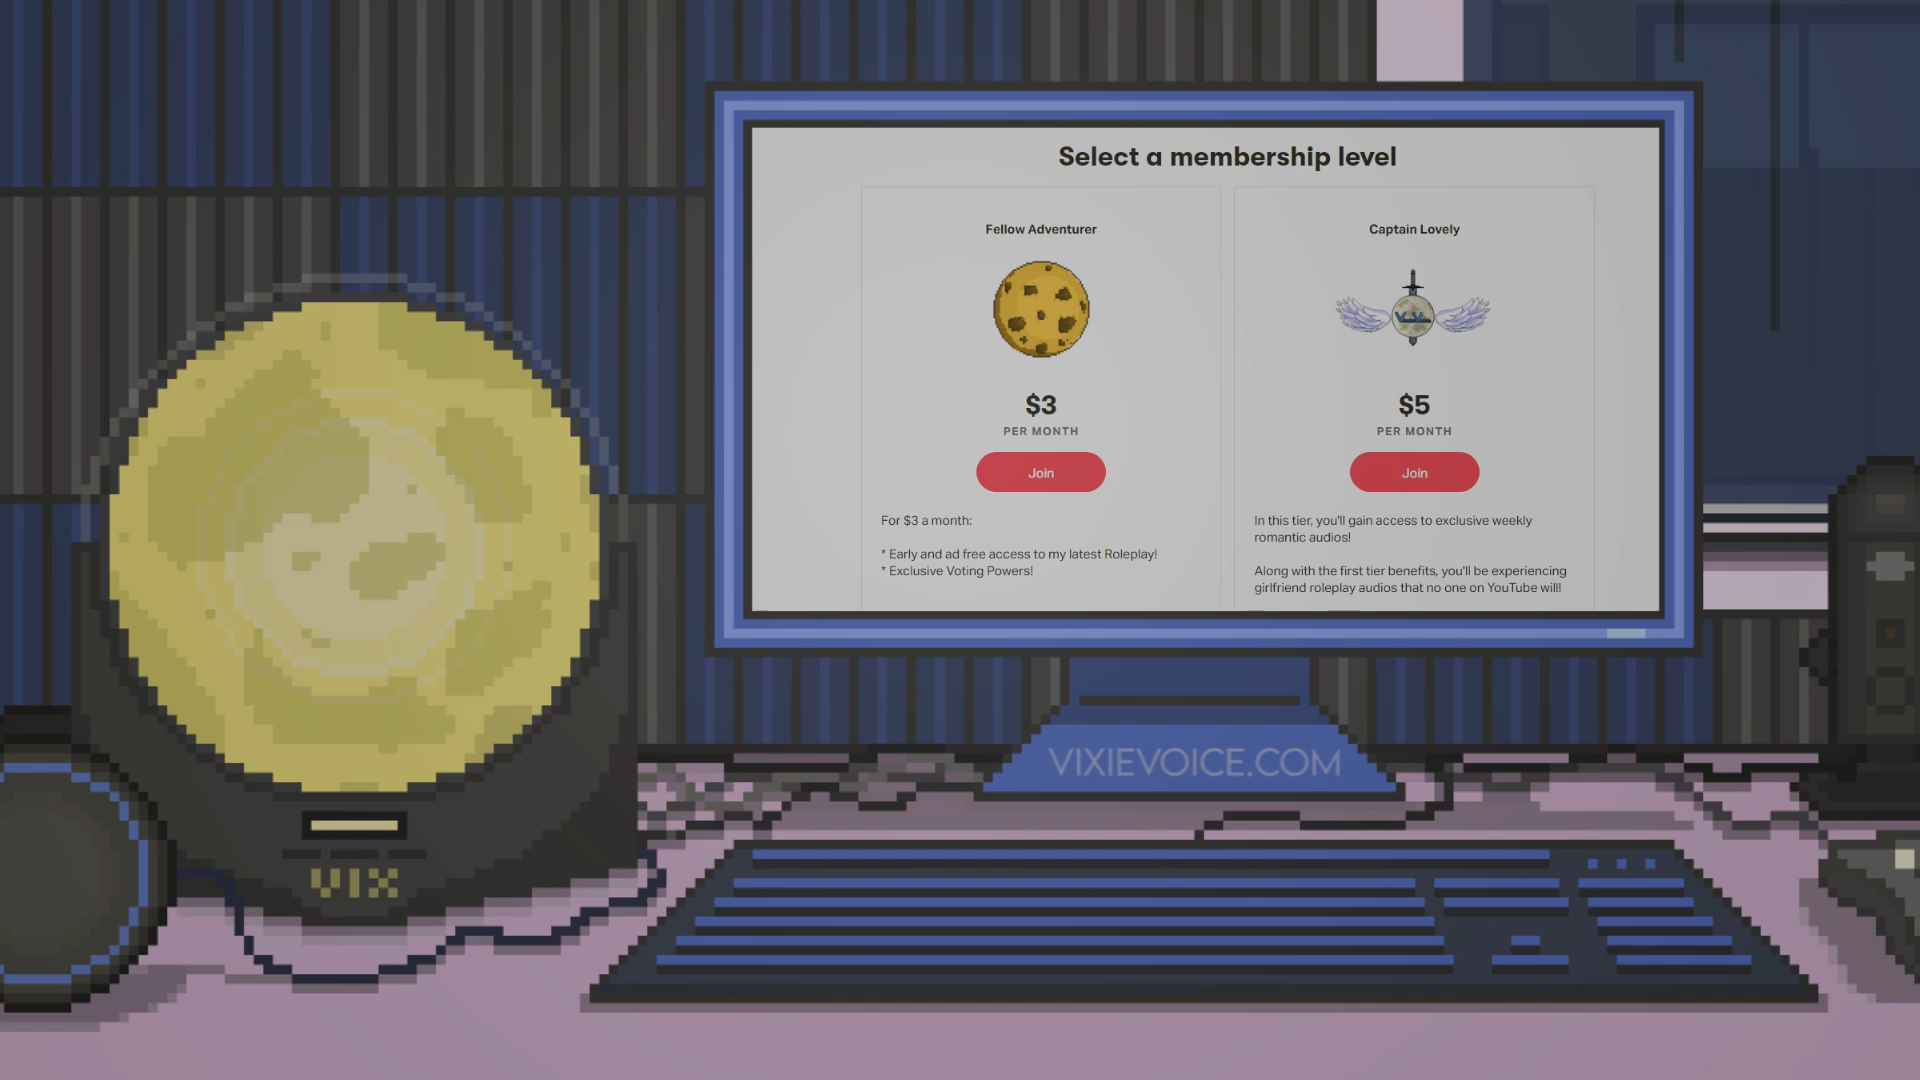 Select a membership level
Fellow Adventurer
$3
PER MONTH
Join
For $3 a month:
* Early and ad free access to my latest Roleplay!
* Exclusive Voting Powers!
Captain Lovely
$5
PER MONTH
Join
In this tier, you'll gain access to exclusive weekly
romantic audios!
Along with the first tier benefits, you'll be experiencing
girlfriend roleplay audios that no one on YouTube will!
VIXIEVOICE.COM
VIX